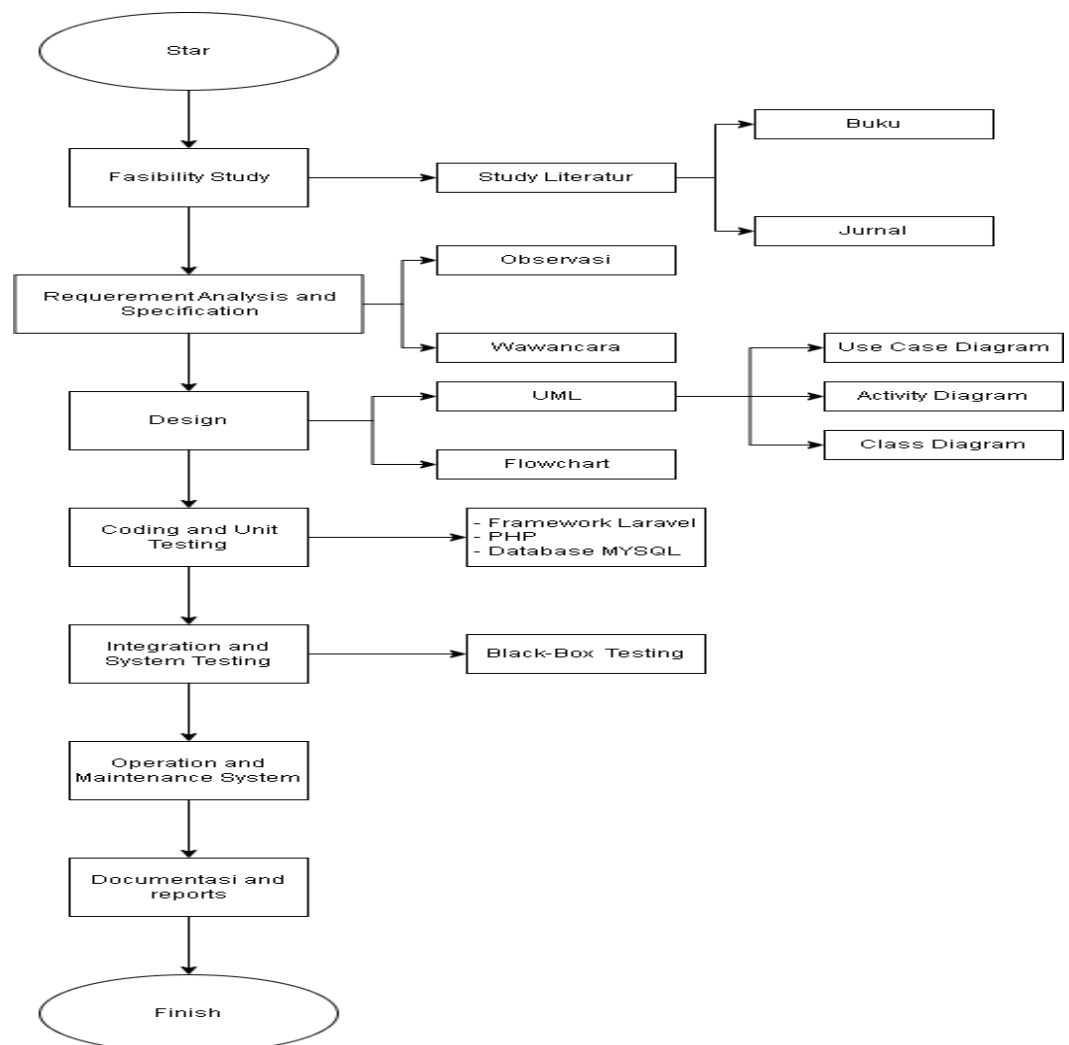 Star
Buku
Fasibility Study
Study Literatur
Jurnal
Observasi
Requerement Analysis and
Specification
Wawancara
Use Case Diagram
UML
Activity Diagram
Design
Class Diagram
Flowchart
Coding and Unit
Testing
- Framework Laravel
- PHP
- Database MYSQL
Integration and
System Testing
Black-Box Testing
Operation and
Maintenance System
Documentasi and
reports
Finish